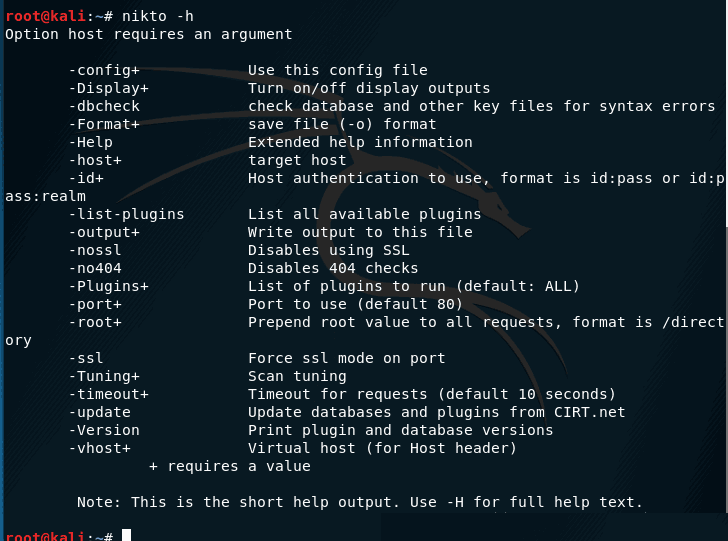 root@kali:~# nikto -h
Option host requires an argument
-config+ Use this config file
-Display+ Turn on/off display outputs
-dbcheck check database and other key files for syntax errors
-Format+ save file (-o) format
-Help Extended help information
-host+ target host
-id+ Host authentication to use, format is id:pass or id:p
ass:realm
-list-plugins List all available plugins
-output+ Write output to this file
-nossl Disables using SSL
-no404 Disables 404 checks
-Plugins+ List of plugins to run (default: ALL)
-port+ Port to use (default 80)
-root+ Prepend root value to all requests, format is /direct
ory
-ssl Force ssl mode on port
-Tuning+ Scan tuning
-timeout+ Timeout for requests (default 10 seconds)
-update Update databases and plugins from CIRT.net
-Version Print plugin and database versions
-vhost+ Virtual host (for Host header)
+ requires a value
Note: This is the short help output. Use -H for full help text.
root@kali:~#